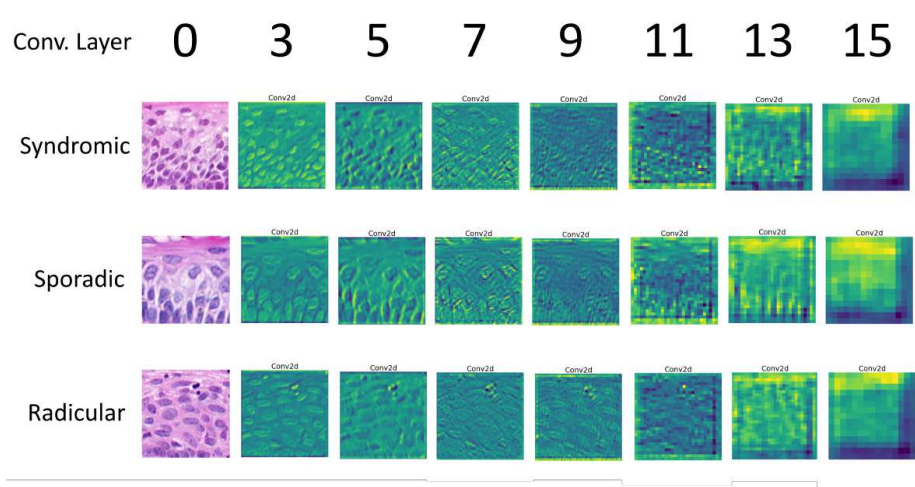 Conv. Layer 0 3 5 7 9 11 13 15
Conv2d Conv2d Conv2d Conv2d Conv2d Conv2d Conv2d
Syndromic
Conv2d Conv2d Conv2d Conv2d Conv2d Conv2d Conv2d
Sporadic
Conv2d Conv2d Conv2d Conv2d Conv2d Conv2d Conv2d
Radicular